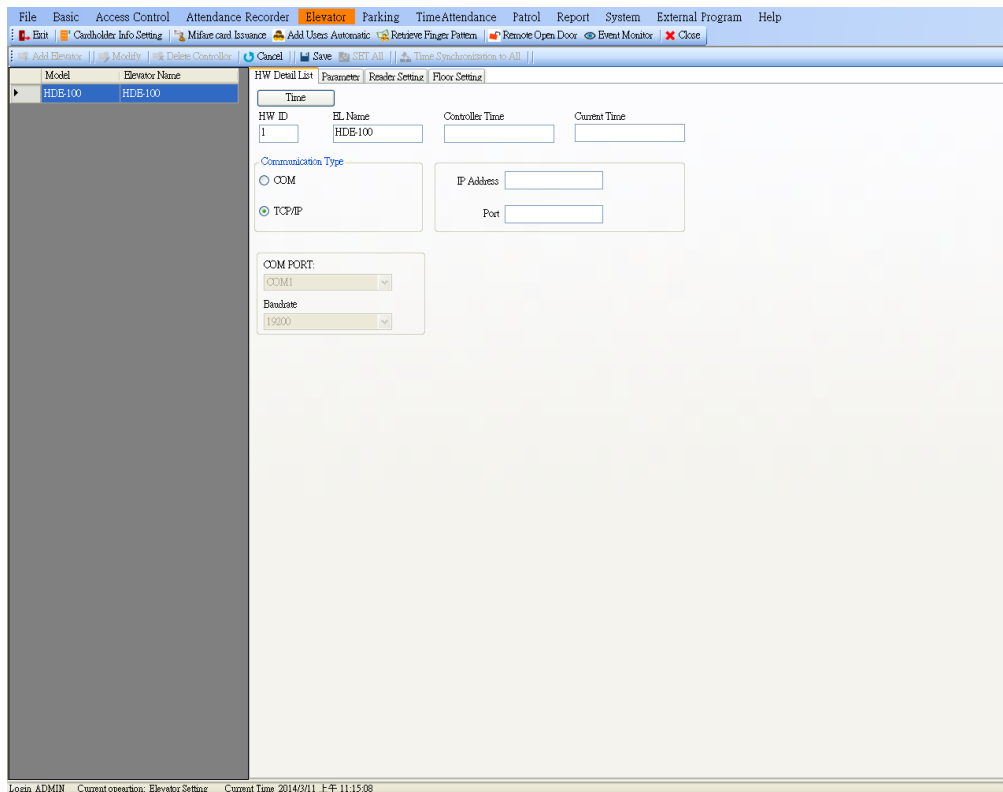 File Basic Access Control Attendance Recorder Elevator Parking TimeAttendance Patrol Report System External Program Help
Exit Cardholder Info Setting Mifare card Issuance Add Users Automatic Retrieve Finger Pattern Remote Open Door Event Monitor Close
Add Elevator Modify Delete Controllor Cancel Save SET All Time Synchronization to All
Model Elevator Name
HDE-100 HDE-100
HW Detail List Parameter Reader Setting Floor Setting
Time
HW ID EL Name Controller Time Current Time
1 HDE-100
Communication Type
COM
TCP/IP
IP Address
Port
COM PORT:
COM1
Baudrate
19200
Login ADMIN Current opeartion: Elevator Setting Current Time 2014/3/11 上午 11:15:08